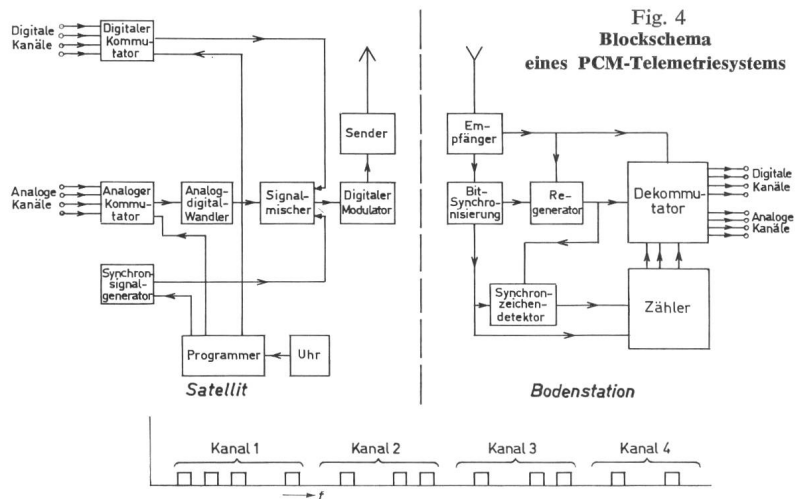 Fig. 4
Blockschema
eines PCM-Telemetriesystems
Digitale
Kanäle
Digitaler
Kommu-
tator
Sender
Analoge
Kanäle
Analoger
Kommu-
tator
Analog-
digital-
Wandler
Signal-
mischer
Digitaler
Modulator
Synchron-
signal-
generator
Programmer
Uhr
Satellit
Em-
pfänger
Bit-
Synchro-
nisierung
Re-
generator
Dekommu-
tator
Digitale
Kanäle
Analoge
Kanäle
Synchron-
zeichen-
detektor
Zähler
Bodenstation
Kanal 1
Kanal 2
Kanal 3
Kanal 4
t